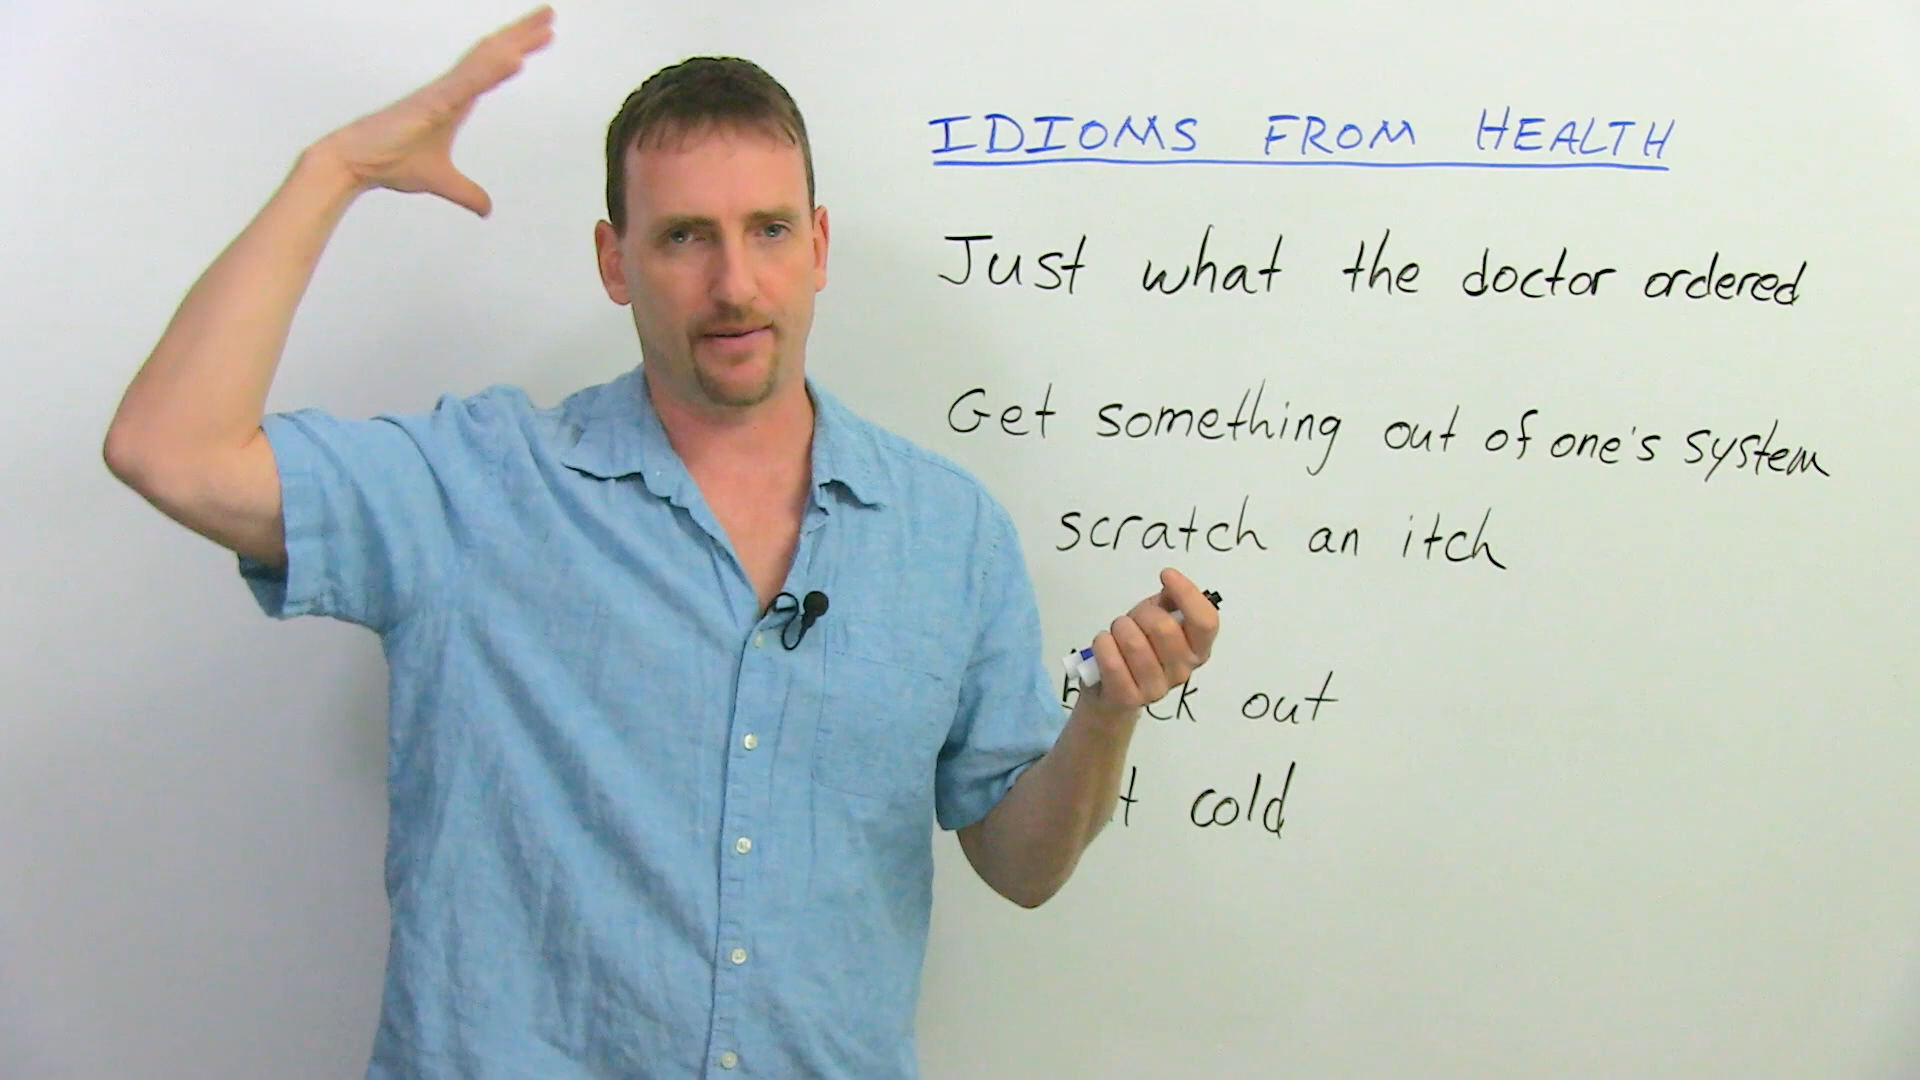 IDIOMS FROM HEALTH
Just what the doctor ordered
Get something out of one's system
scratch an itch
out
cold